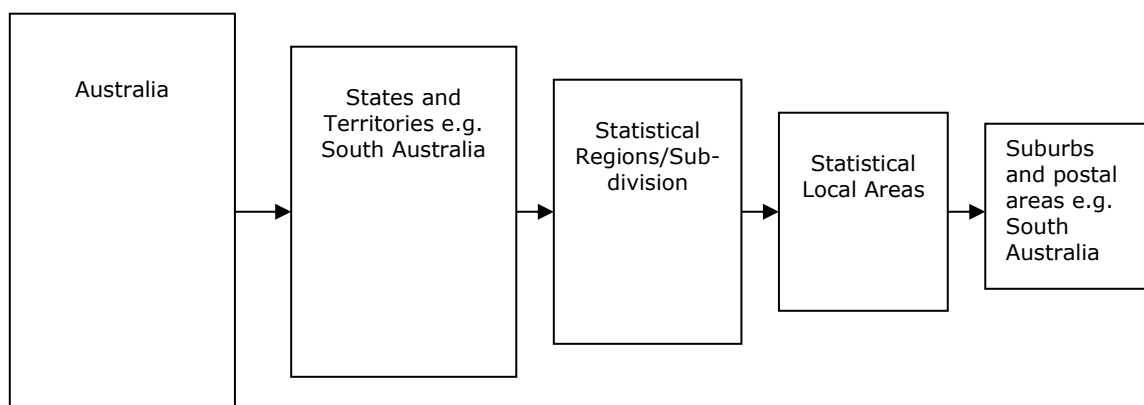 Australia
States and
Territories e.g.
South Australia
Statistical
Regions/Sub-
division
Statistical
Local Areas
Suburbs
and postal
areas e.g.
South
Australia